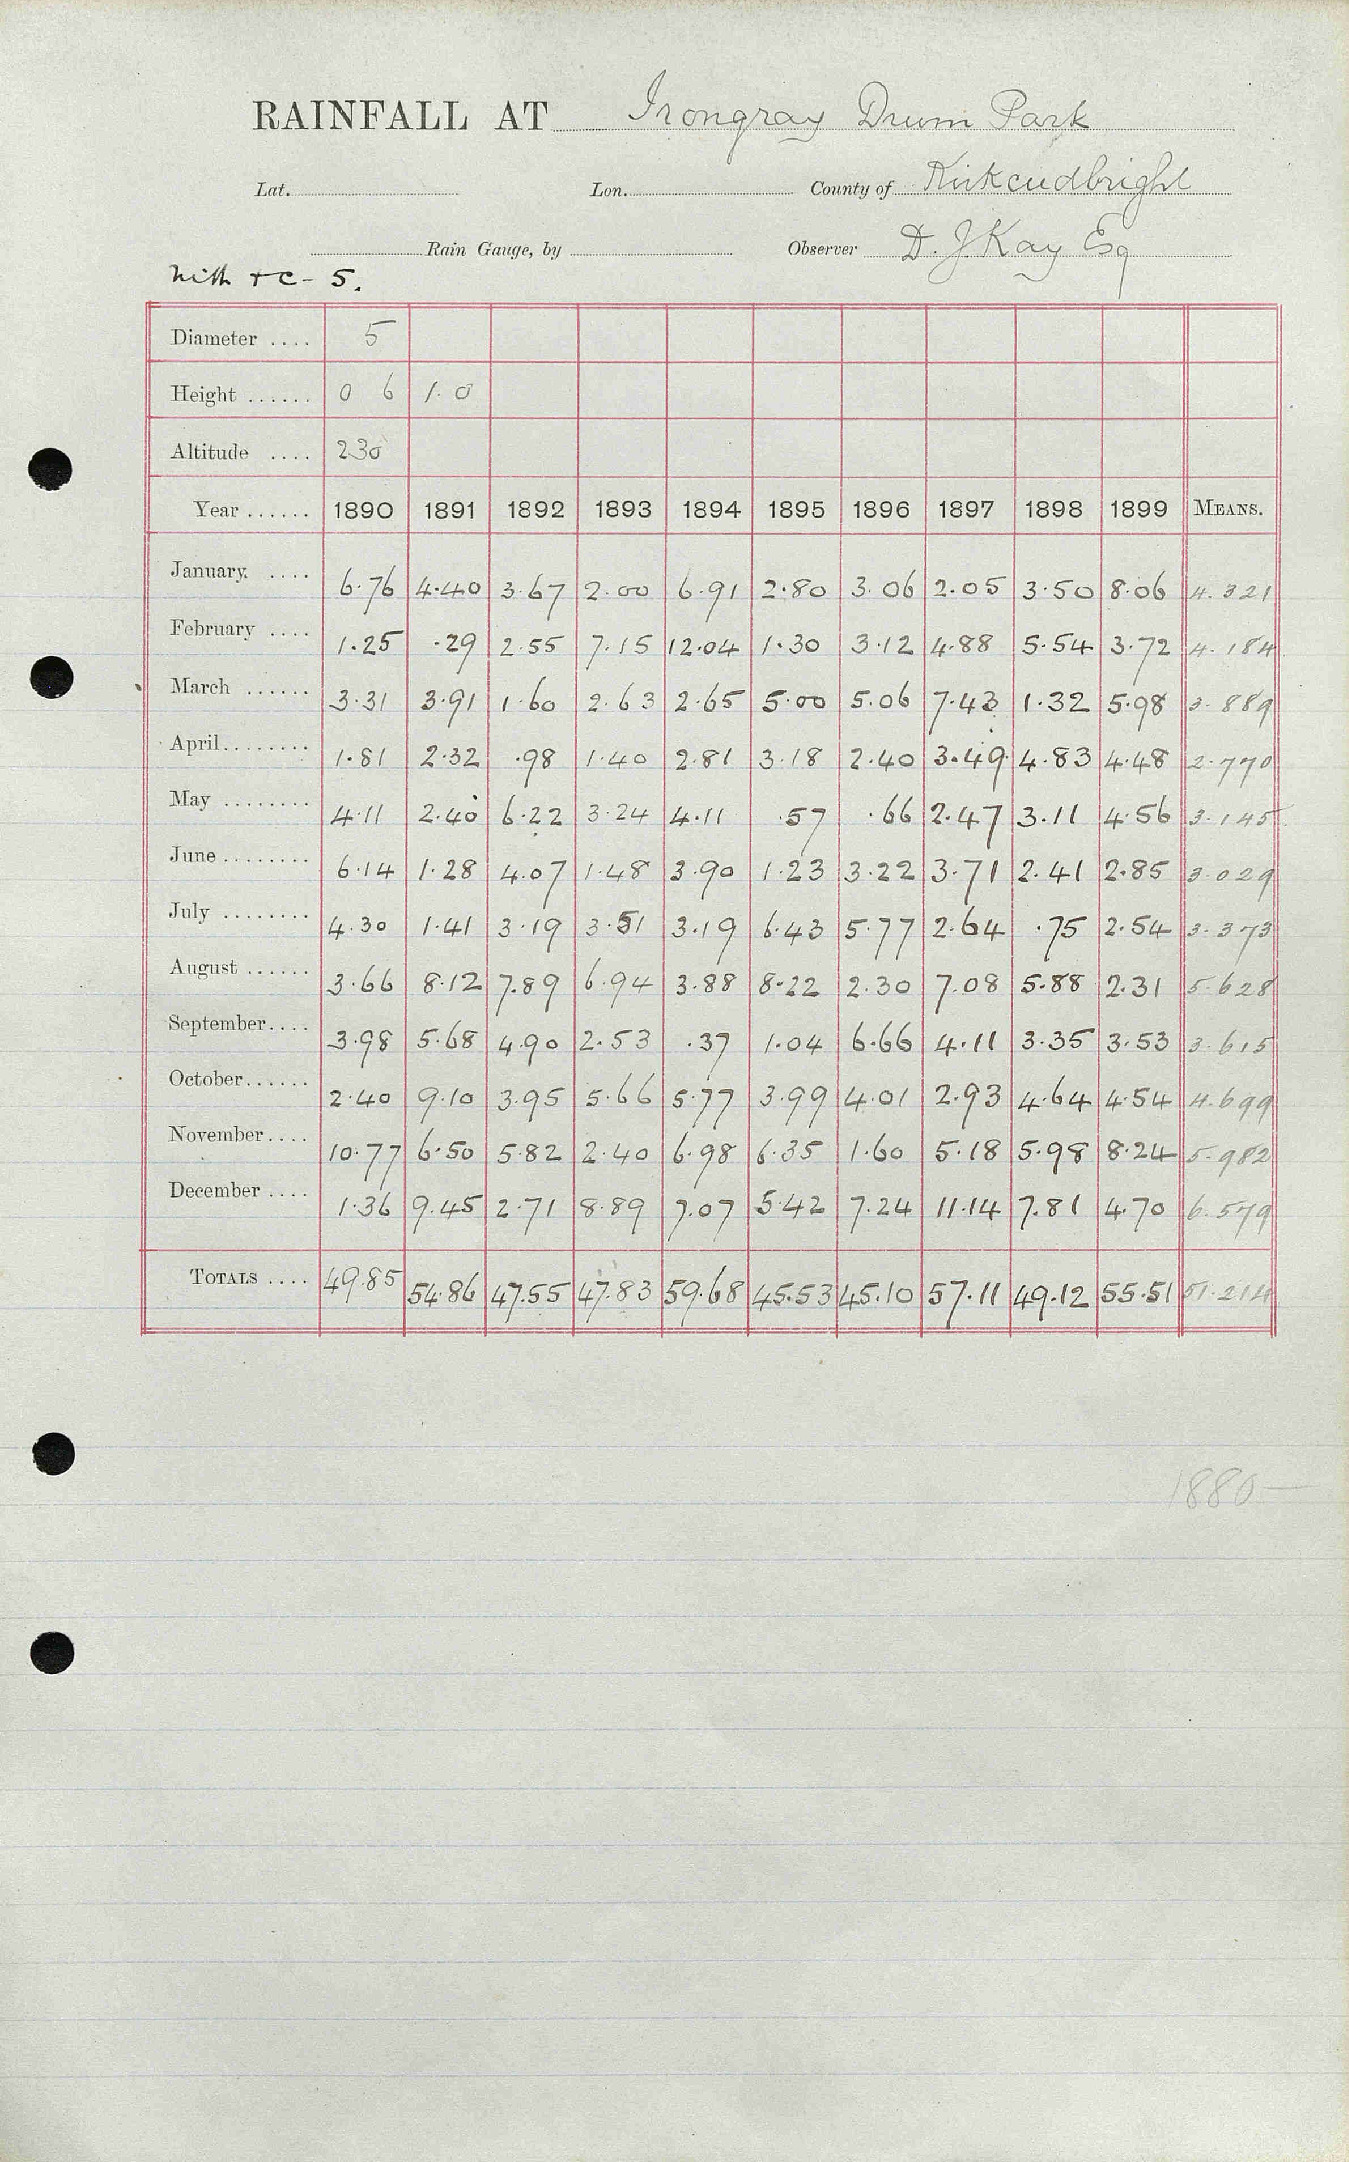 RAINFALL AT Irongray Drum Park
Lat. Lon. County of Kirkcudbright
Rain Gauge, by Observer D. J. Kay Esq
Nith + C - 5.
Diameter .... 5
Height ...... 0 6 1. 0
Altitude .... 230
Year ...... 1890 1891 1892 1893 1894 1895 1896 1897 1898 1899 MEANS.
January .... 6.76 4.40 3.67 2.00 6.91 2.80 3.06 2.05 3.50 8.06 4.321
February .... 1.25 .29 2.55 7.15 12.04 1.30 3.12 4.88 5.54 3.72 4.184
March ...... 3.31 3.91 1.60 2.63 2.65 5.00 5.06 7.43 1.32 5.98 3.889
April........ 1.81 2.32 .98 1.40 2.81 3.18 2.40 3.49 4.83 4.48 2.770
May ........ 4.11 2.40 6.22 3.24 4.11 .57 .66 2.47 3.11 4.56 3.145
June ........ 6.14 1.28 4.07 1.48 3.90 1.23 3.22 3.71 2.41 2.85 3.029
July ........ 4.30 1.41 3.19 3.51 3.19 6.43 5.77 2.64 .75 2.54 3.373
August ...... 3.66 8.12 7.89 6.94 3.88 8.22 2.30 7.08 5.88 2.31 5.628
September.... 3.98 5.68 4.90 2.53 .37 1.04 6.66 4.11 3.35 3.53 3.615
October...... 2.40 9.10 3.95 5.66 5.77 3.99 4.01 2.93 4.64 4.54 4.699
November.... 10.77 6.50 5.82 2.40 6.98 6.35 1.60 5.18 5.98 8.24 5.982
December .... 1.36 9.45 2.71 8.89 7.07 5.42 7.24 11.14 7.81 4.70 6.579
TOTALS .... 49.85 54.86 47.55 47.83 59.68 45.53 45.10 57.11 49.12 55.51 51.214
1880—